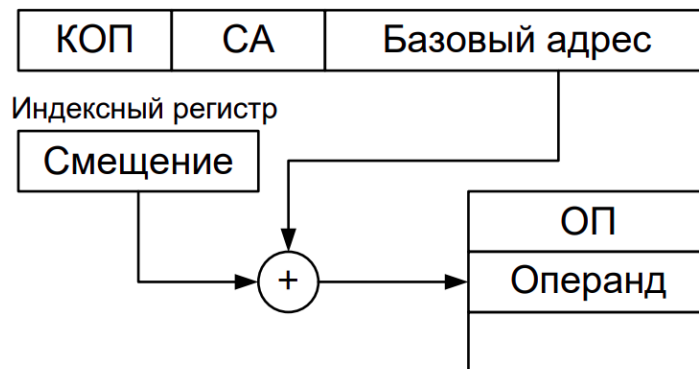 КОП СА Базовый адрес
Индексный регистр
Смещение
ОП
+
Операнд